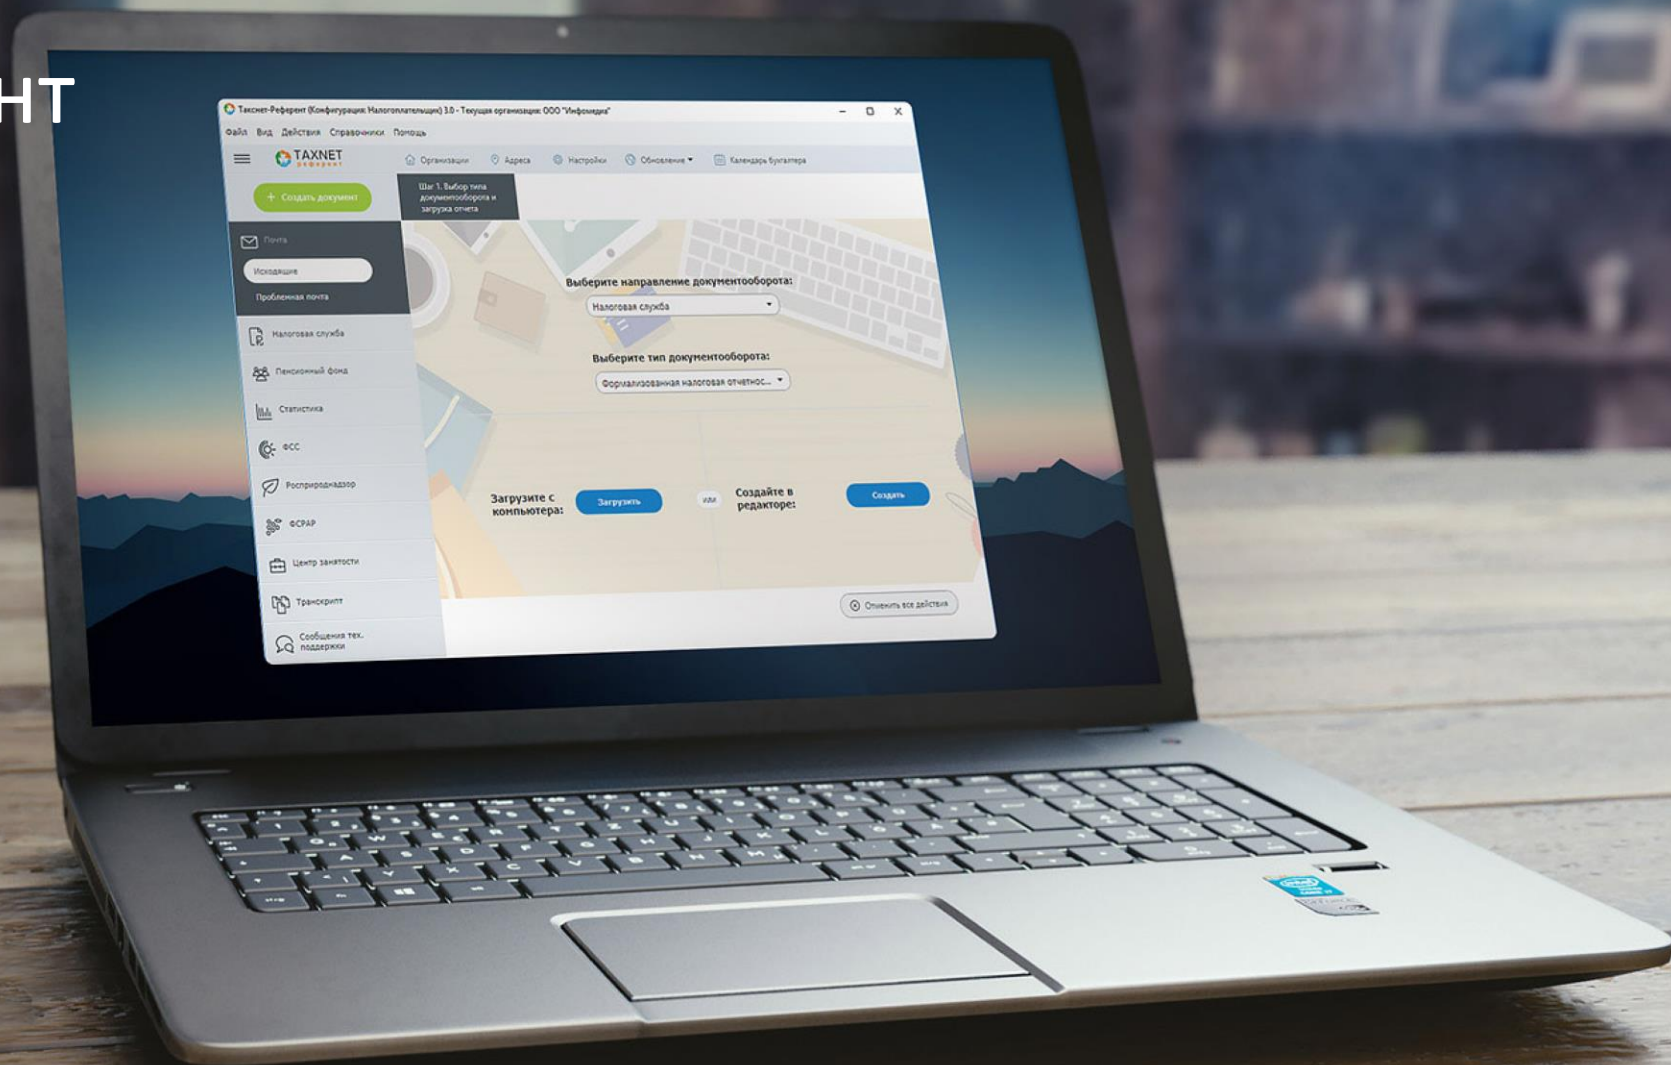 НТ
Такснет-Референт (Конфигурация: Налогоплательщик) 3.0 - Текущая организация: ООО "Инфомедиа"
Файл Вид Действия Справочники Помощь
TAXNET
референт
Организации Адреса Настройки Обновление Календарь бухгалтера
+ Создать документ
Шаг 1. Выбор типа
документооборота и
загрузка отчета
Почта
Исходящие
Проблемная почта
Налоговая служба
Пенсионный фонд
Статистика
ФСС
Росприроднадзор
ФСРАР
Центр занятости
Транскрипт
Сообщения тех.
поддержки
Выберите направление документооборота:
Налоговая служба
Выберите тип документооборота:
Формализованная налоговая отчетнос...
Загрузите с
компьютера:
Загрузить
или
Создайте в
редакторе:
Создать
Отменить все действия